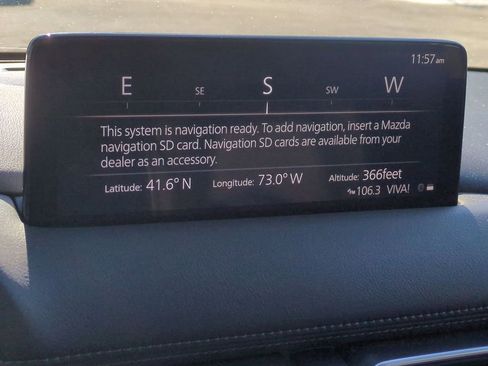 11:57am
E SE S SW W
This system is navigation ready. To add navigation, insert a Mazda
navigation SD card. Navigation SD cards are available from your
dealer as an accessory.
Latitude: 41.6° N Longitude: 73.0° W Altitude: 366feet
FM 106.3 VIVA!